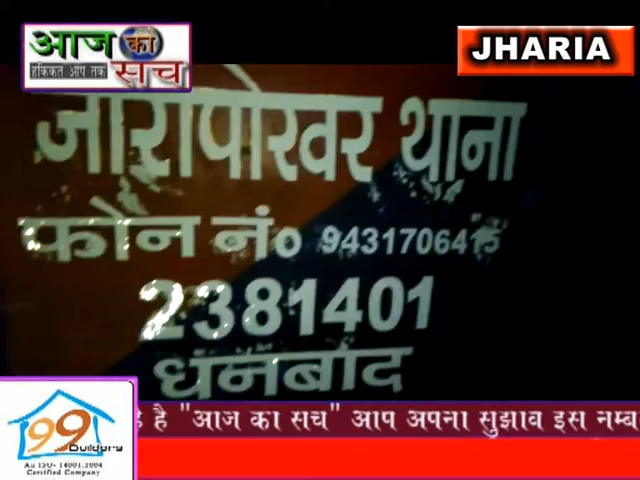 आज का
हकिकत आप तक
सच
JHARIA
जोरापोखर थाना
फोन नं० 9431706415
2381401
धनबाद
है "आज का सच" आप अपना सुझाव इस नम्ब
99
Builders
An ISO- 14001:2004
Certified Company